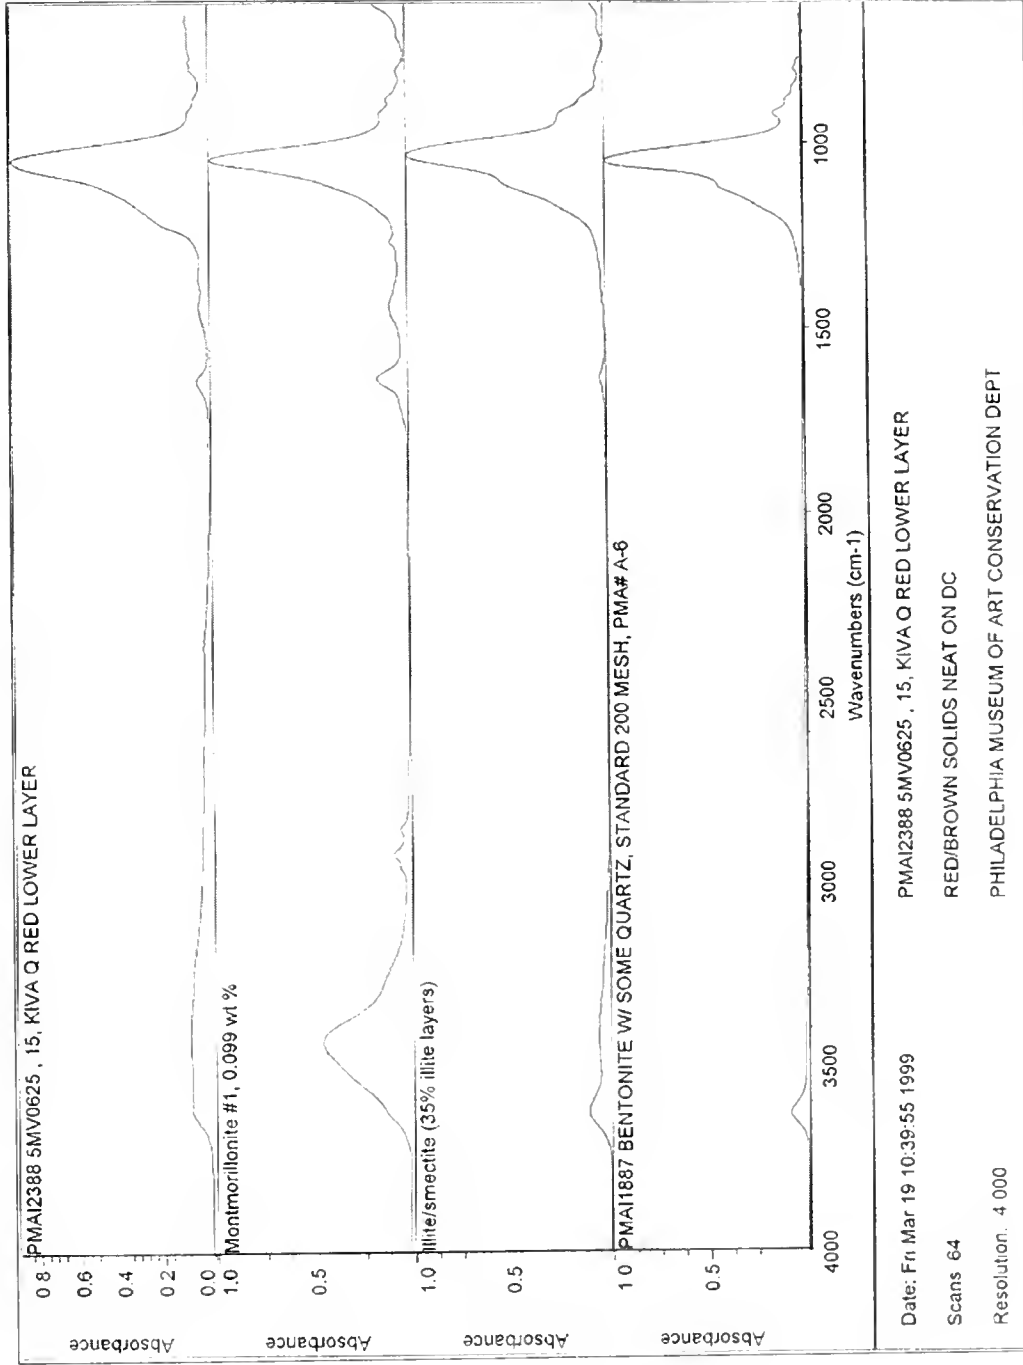 PMAI2388 5MV0625 , 15, KIVA Q RED LOWER LAYER
0.8
0.6
0.4
0.2
0.0
Absorbance
Montmorillonite #1, 0.099 wt %
1.0
0.5
Absorbance
Illite/smectite (35% illite layers)
1.0
0.5
Absorbance
PMAI1887 BENTONITE W/ SOME QUARTZ, STANDARD 200 MESH, PMA# A-6
1.0
0.5
Absorbance
4000 3500 3000 2500 2000 1500 1000
Wavenumbers (cm-1)
Date: Fri Mar 19 10:39:55 1999 PMAI2388 5MV0625 , 15, KIVA Q RED LOWER LAYER
Scans 64 RED/BROWN SOLIDS NEAT ON DC
Resolution. 4 000 PHILADELPHIA MUSEUM OF ART CONSERVATION DEPT